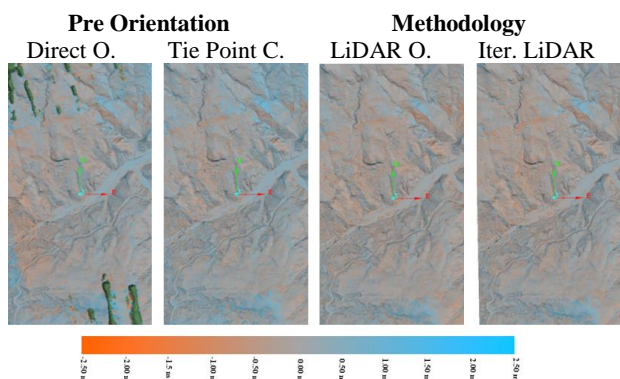 Pre Orientation Methodology
Direct O. Tie Point C. LiDAR O. Iter. LiDAR
E
E
E
E
-2.50 -2.00 -1.5 -1.00 -0.50 0.00 0.50 1.00 1.50 2.00 2.50